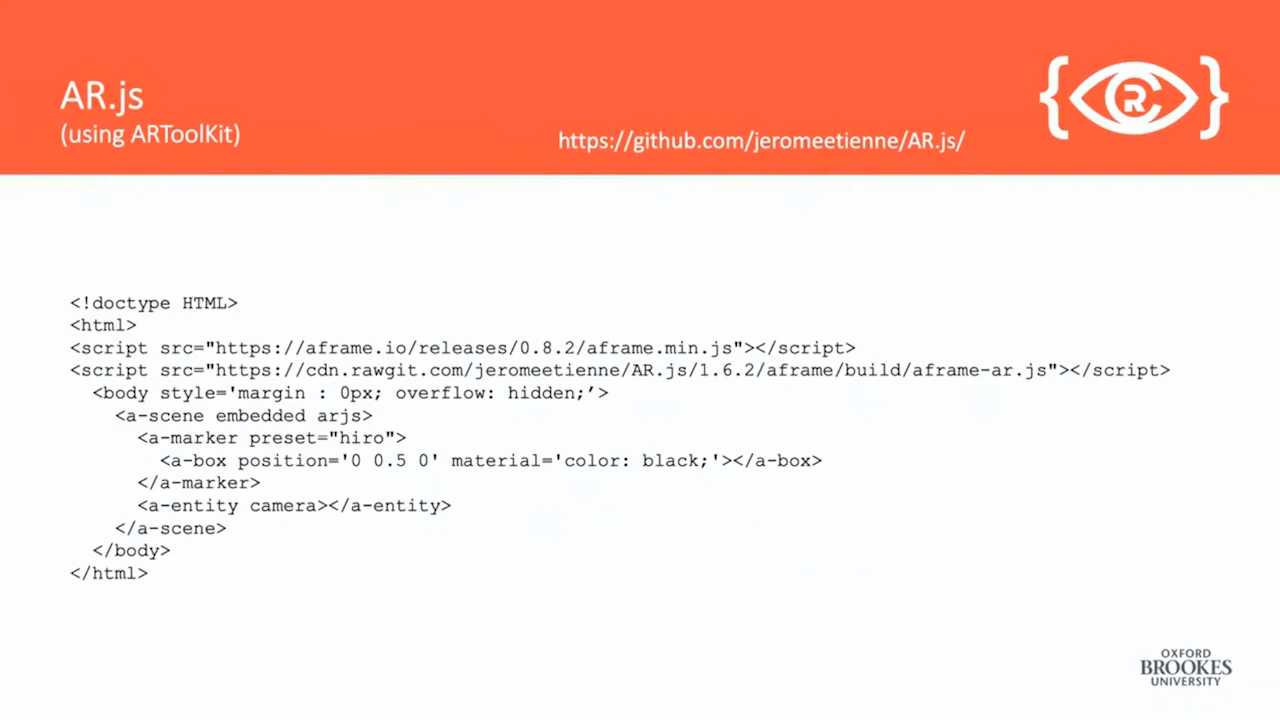 AR.js
(using ARToolKit)
https://github.com/jeromeetienne/AR.js/
{RC}
<!doctype HTML>
<html>
<script src="https://aframe.io/releases/0.8.2/aframe.min.js"></script>
<script src="https://cdn.rawgit.com/jeromeetienne/AR.js/1.6.2/aframe/build/aframe-ar.js"></script>
<body style='margin : 0px; overflow: hidden;’>
<a-scene embedded arjs>
<a-marker preset="hiro">
<a-box position='0 0.5 0' material='color: black;'></a-box>
</a-marker>
<a-entity camera></a-entity>
</a-scene>
</body>
</html>
OXFORD
BROOKES
UNIVERSITY